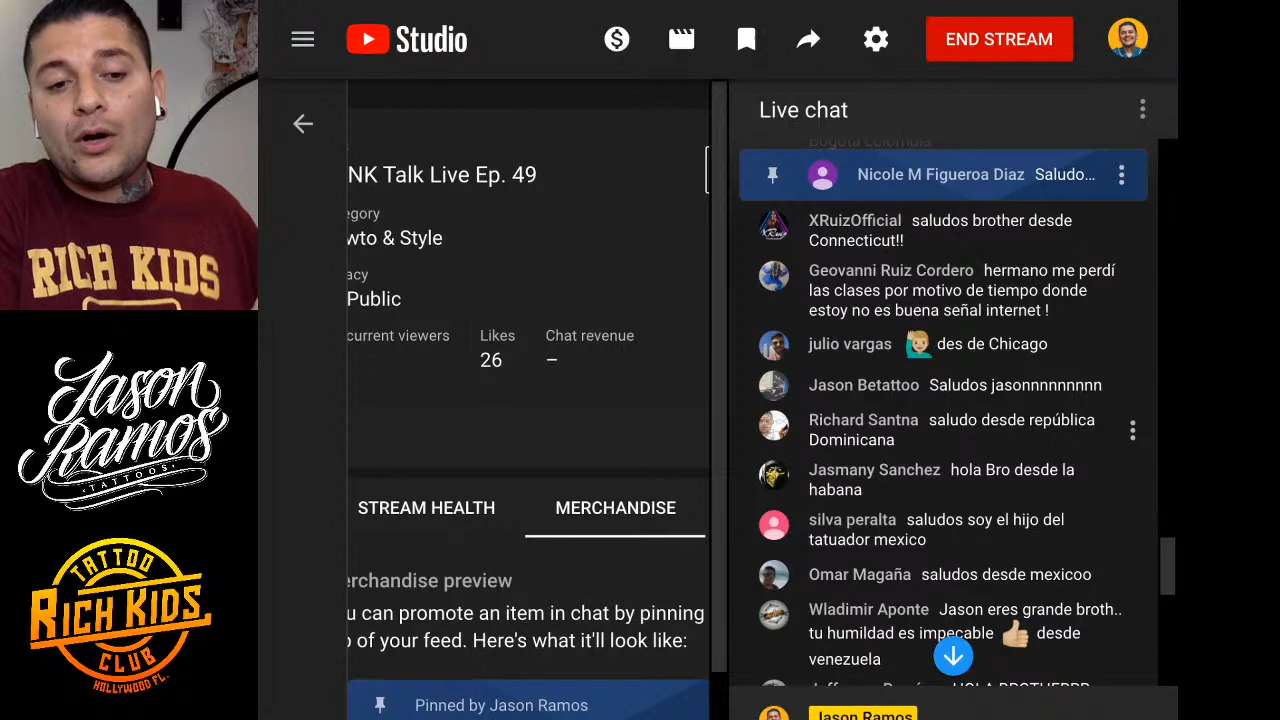 Studio
END STREAM
Live chat
Bogota Colombia
NK Talk Live Ep. 49
egory
wto & Style
acy
Public
current viewers
Likes
Chat revenue
26
–
STREAM HEALTH
MERCHANDISE
erchandise preview
u can promote an item in chat by pinning
of your feed. Here's what it'll look like:
Pinned by Jason Ramos
Nicole M Figueroa Diaz Saludo...
XRuizOfficial saludos brother desde
Connecticut!!
Geovanni Ruiz Cordero hermano me perdí
las clases por motivo de tiempo donde
estoy no es buena señal internet !
julio vargas 🙋🏼‍♂️ des de Chicago
Jason Betattoo Saludos jasonnnnnnnnn
Richard Santna saludo desde república
Dominicana
Jasmany Sanchez hola Bro desde la
habana
silva peralta saludos soy el hijo del
tatuador mexico
Omar Magaña saludos desde mexicoo
Wladimir Aponte Jason eres grande broth..
tu humildad es impecable 👍🏼 desde
venezuela
Jason Ramos
RICH KIDS
Jason
Ramos
TATTOOS
TATTOO
RICH KIDS
CLUB
HOLLYWOOD FL.